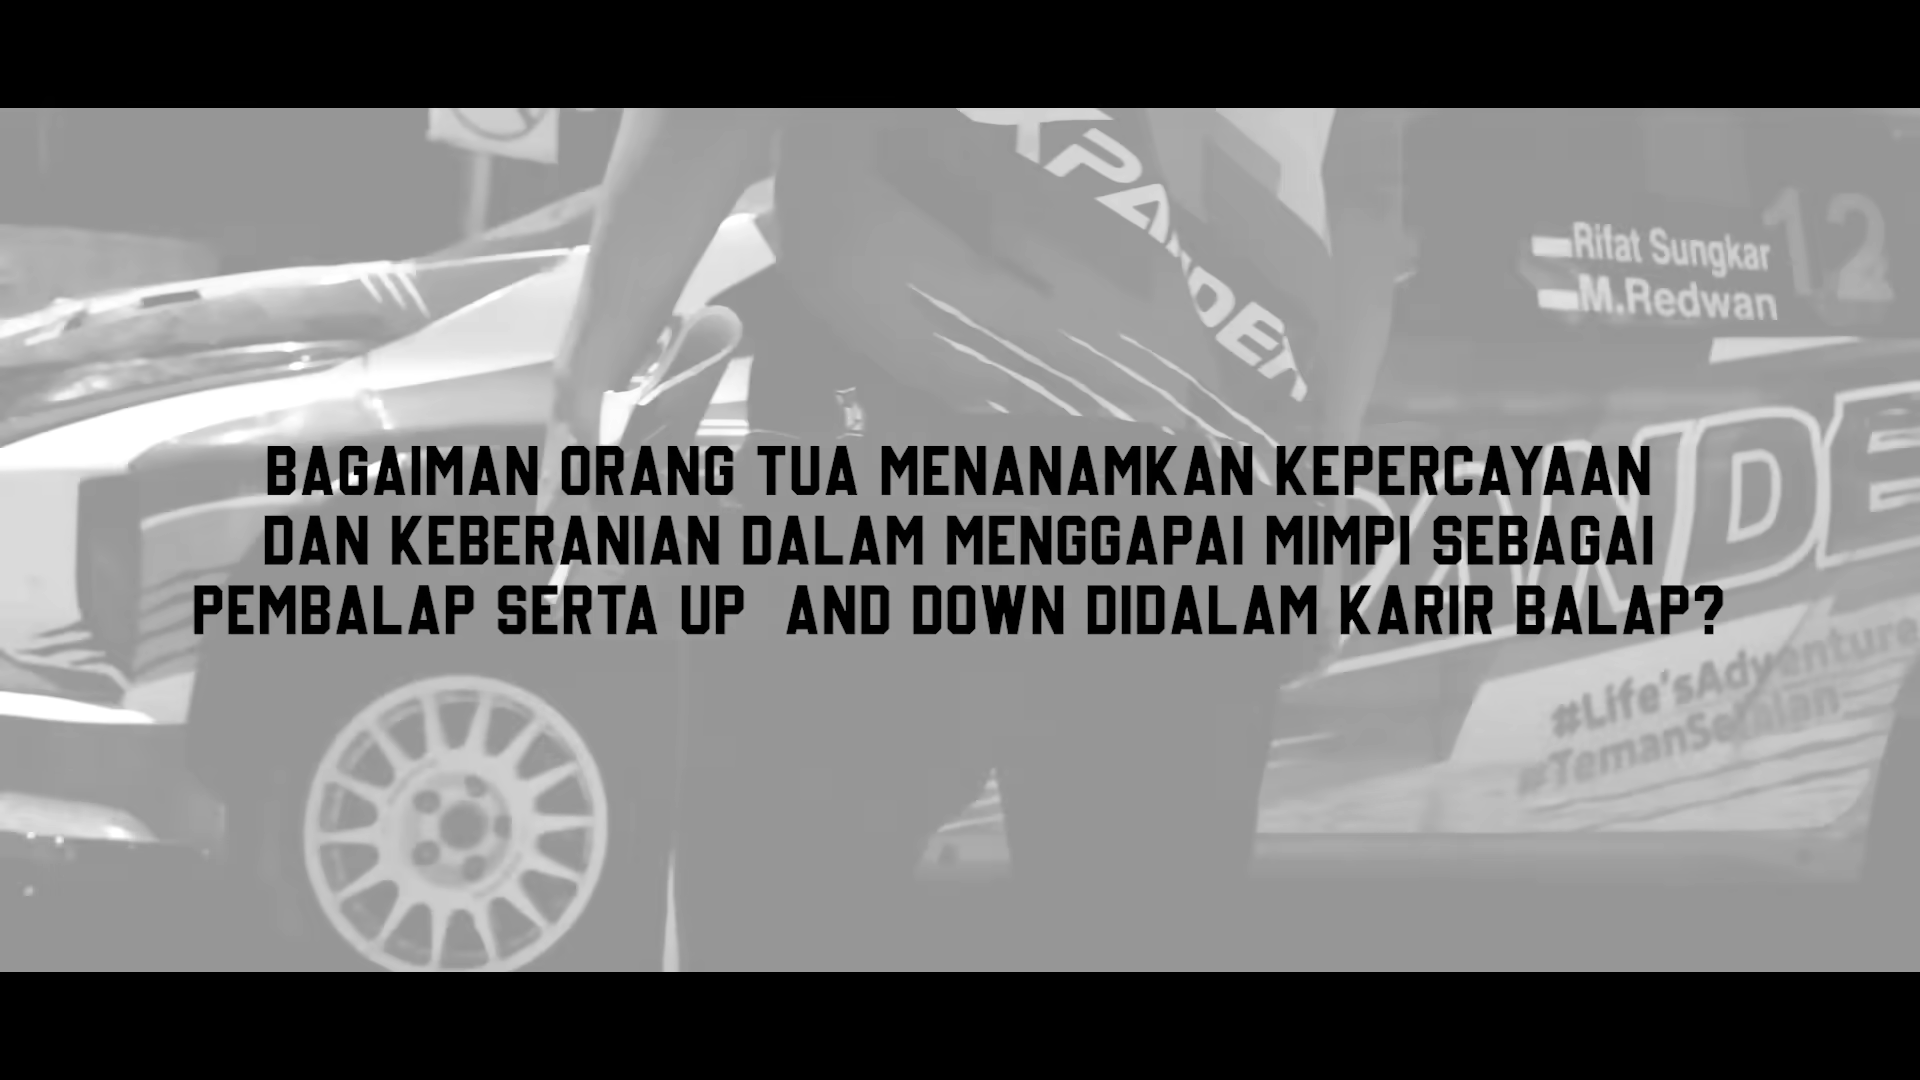 XPANDER
12
Rifat Sungkar
M.Redwan
BAGAIMAN ORANG TUA MENANAMKAN KEPERCAYAAN
DAN KEBERANIAN DALAM MENGGAPAI MIMPI SEBAGAI
PEMBALAP SERTA UP AND DOWN DIDALAM KARIR BALAP?
#Life'sAdventure